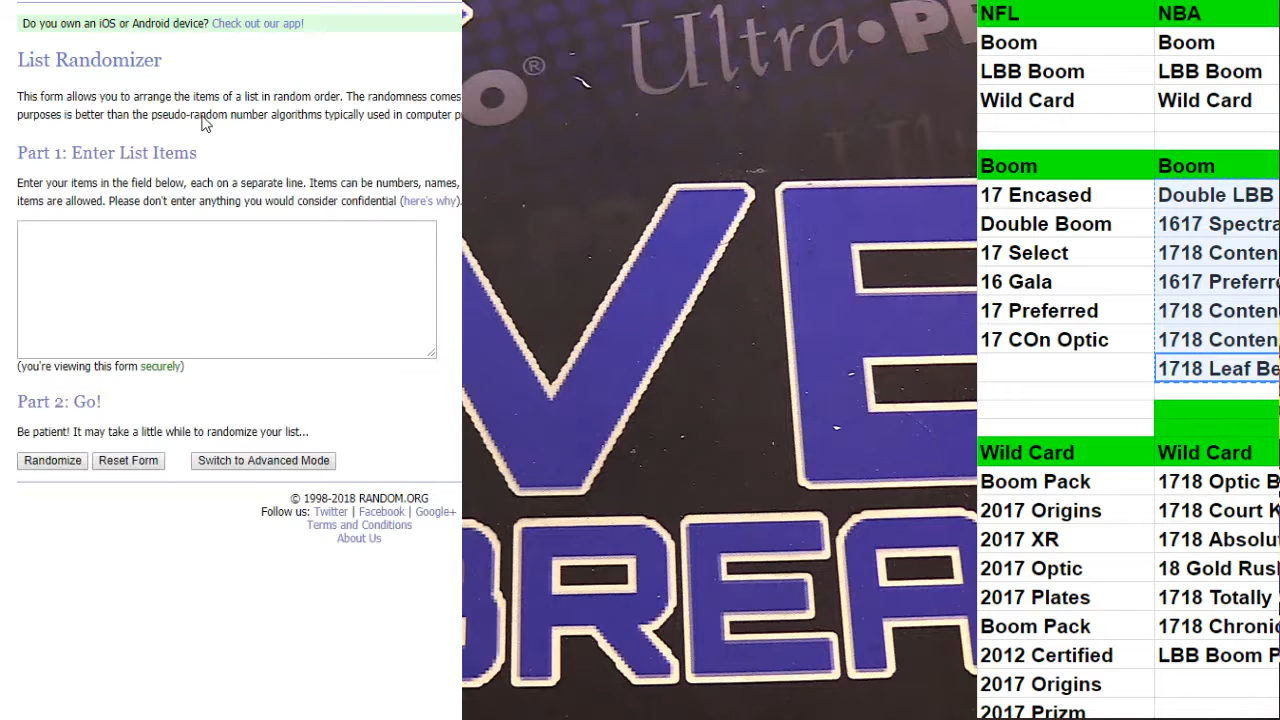 Do you own an iOS or Android device? Check out our app!
List Randomizer
This form allows you to arrange the items of a list in random order. The randomness comes
purposes is better than the pseudo-random number algorithms typically used in computer
Part 1: Enter List Items
Enter your items in the field below, each on a separate line. Items can be numbers, names,
items are allowed. Please don't enter anything you would consider confidential (here's why).
(you're viewing this form securely)
Part 2: Go!
Be patient! It may take a little while to randomize your list...
Randomize Reset Form Switch to Advanced Mode
© 1998-2018 RANDOM.ORG
Follow us: Twitter | Facebook | Google+
Terms and Conditions
About Us
O® Ultra•PR
VE
BREA
NFL NBA
Boom Boom
LBB Boom LBB Boom
Wild Card Wild Card
Boom Boom
17 Encased Double LBB
Double Boom 1617 Spectra
17 Select 1718 Conten
16 Gala 1617 Preferre
17 Preferred 1718 Conten
17 COn Optic 1718 Conten
1718 Leaf Be
Wild Card Wild Card
Boom Pack 1718 Optic B
2017 Origins 1718 Court K
2017 XR 1718 Absolu
2017 Optic 18 Gold Rus
2017 Plates 1718 Totally
Boom Pack 1718 Chronic
2012 Certified LBB Boom P
2017 Origins
2017 Prizm